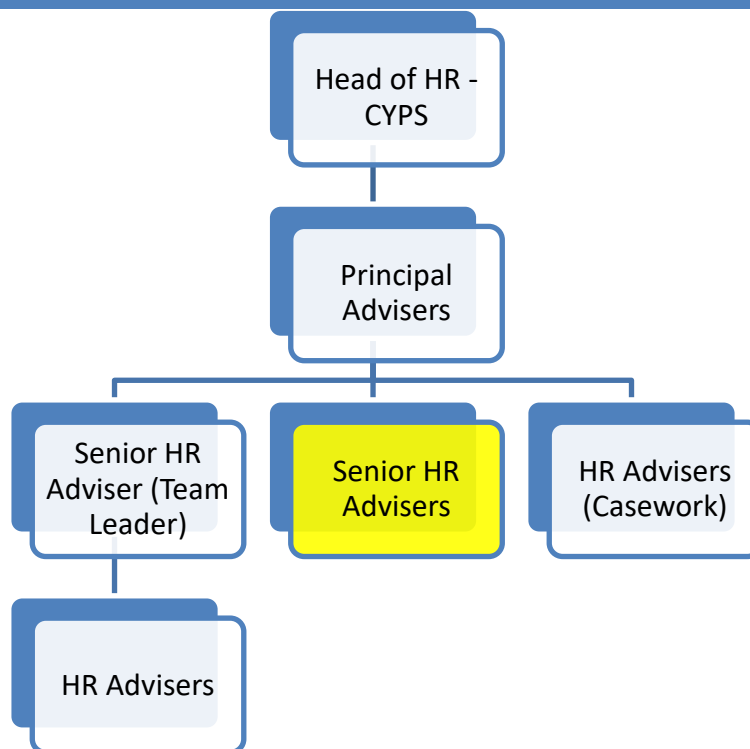 Head of HR -
CYPS
Principal
Advisers
Senior HR
Adviser (Team
Leader)
Senior HR
Advisers
HR Advisers
(Casework)
HR Advisers